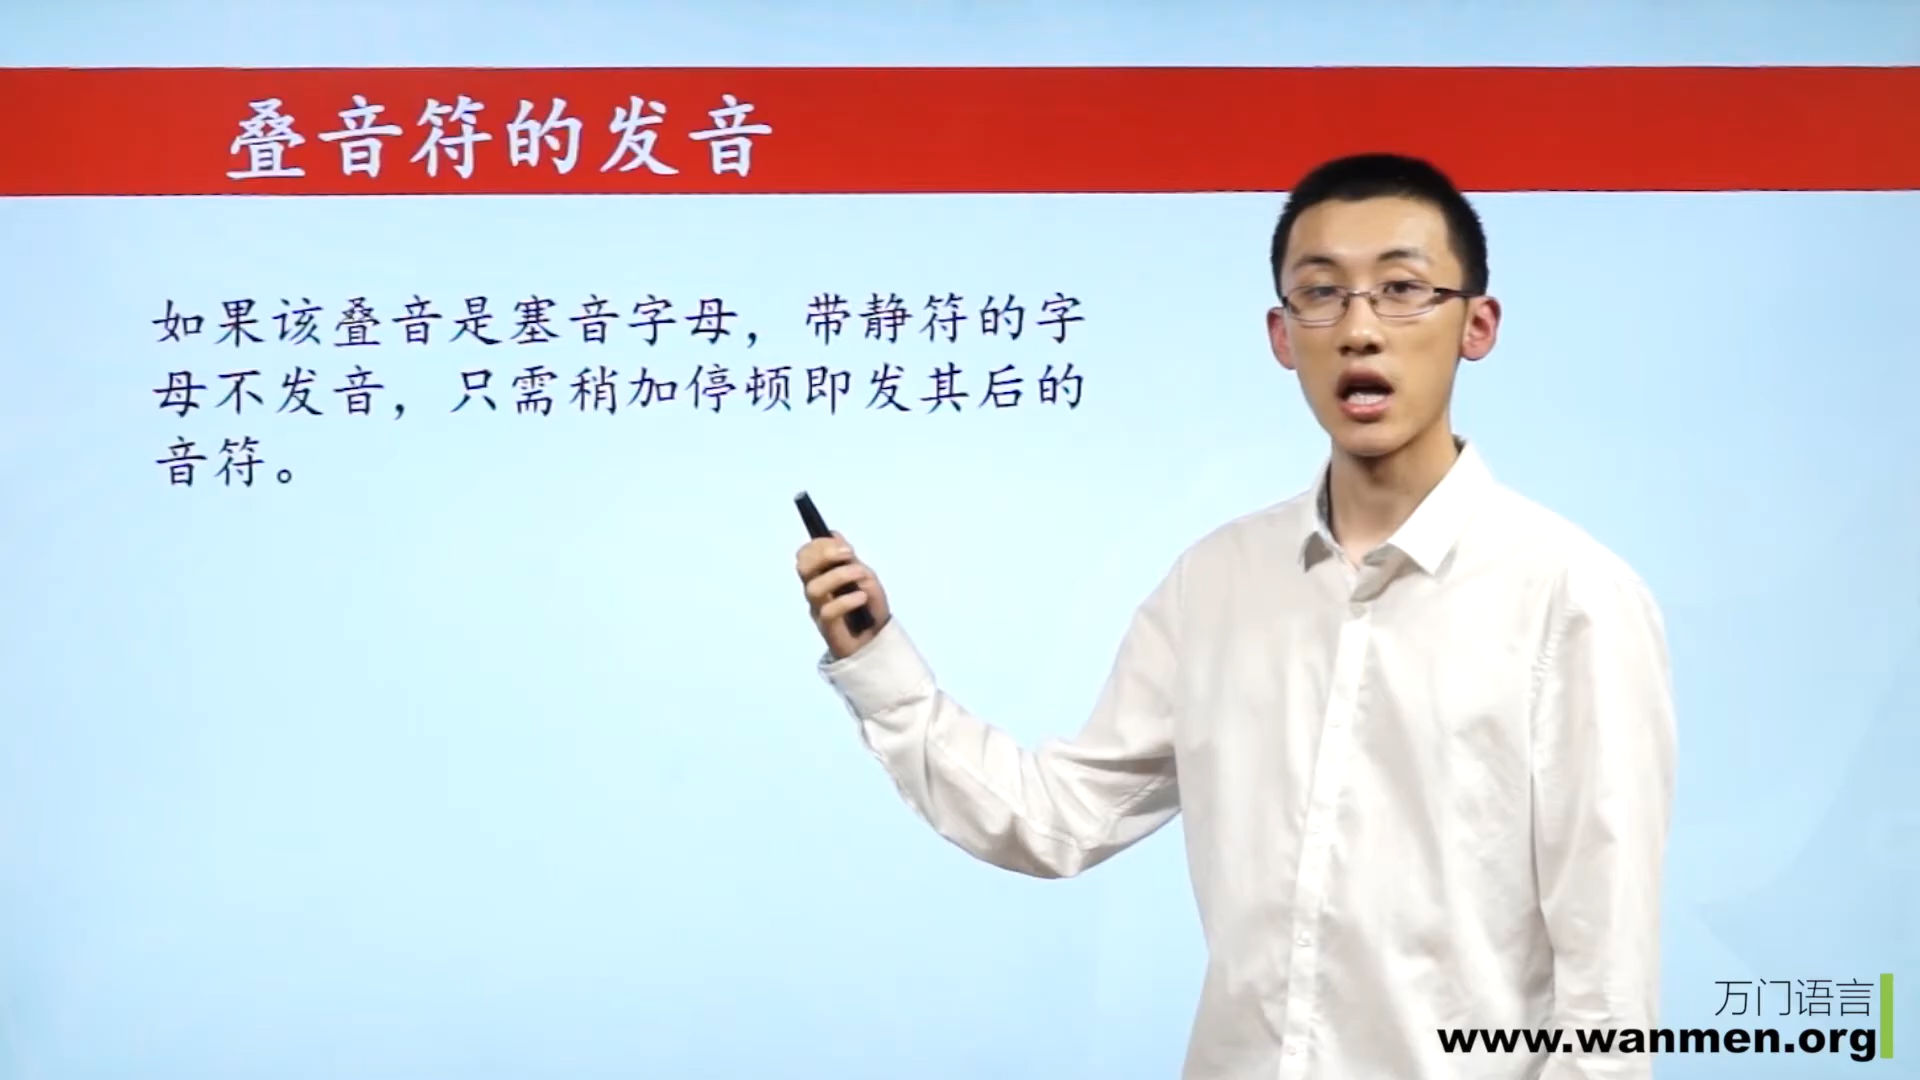 叠音符的发音
如果该叠音是塞音字母，带静符的字
母不发音，只需稍加停顿即发其后的
音符。
万门语言
www.wanmen.org